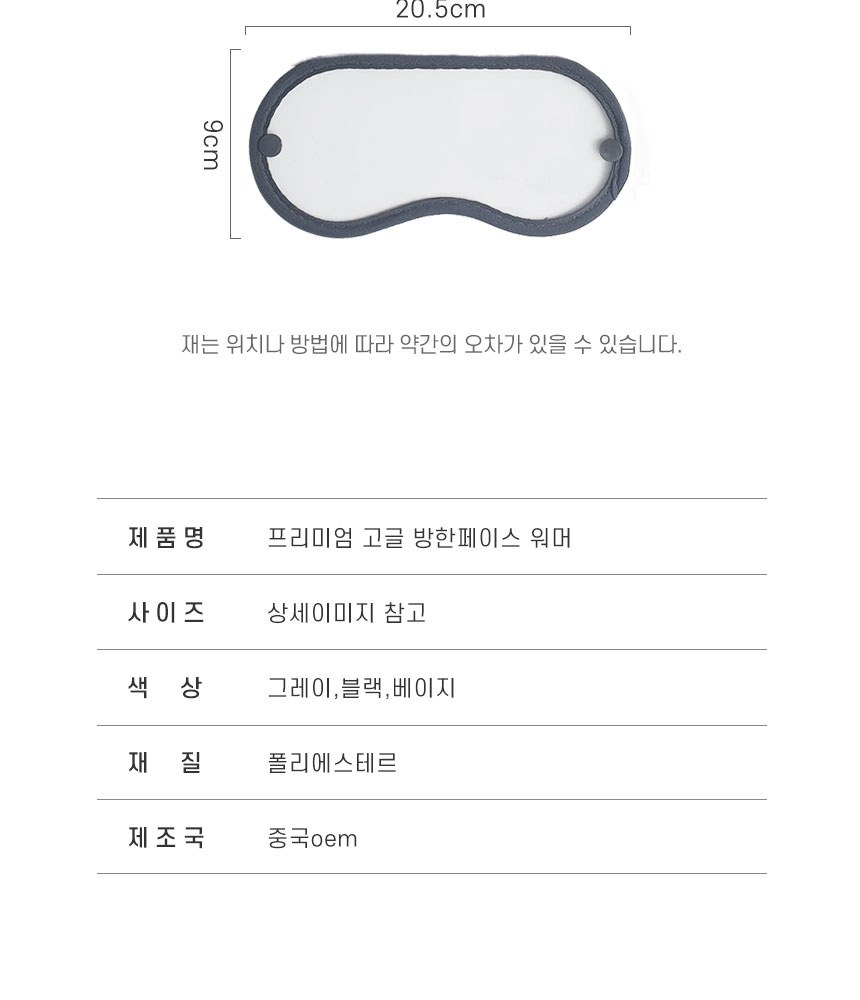 20.5cm
9cm
재는 위치나 방법에 따라 약간의 오차가 있을 수 있습니다.
제품명 프리미엄 고글 방한페이스 워머
사이즈 상세이미지 참고
색 상 그레이,블랙,베이지
재 질 폴리에스테르
제조국 중국oem